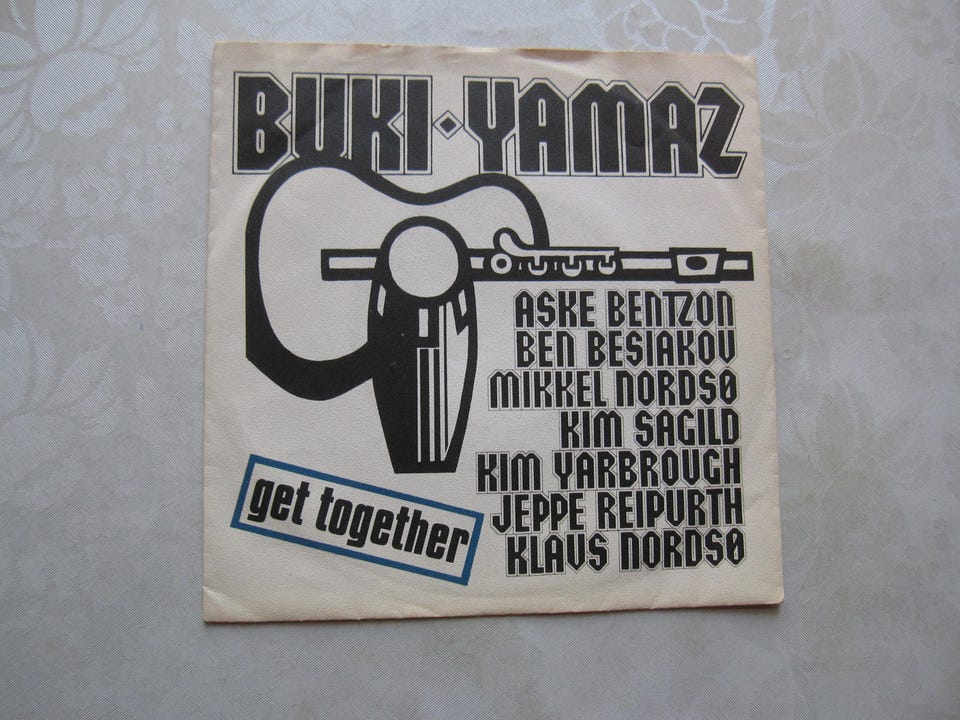 BUKI · YAMAZ
ASKE BENTZON
BEN BESIAKOV
MIKKEL NORDSØ
KIM SAGILD
KIM YARBROUGH
JEPPE REIPURTH
KLAUS NORDSØ
get together